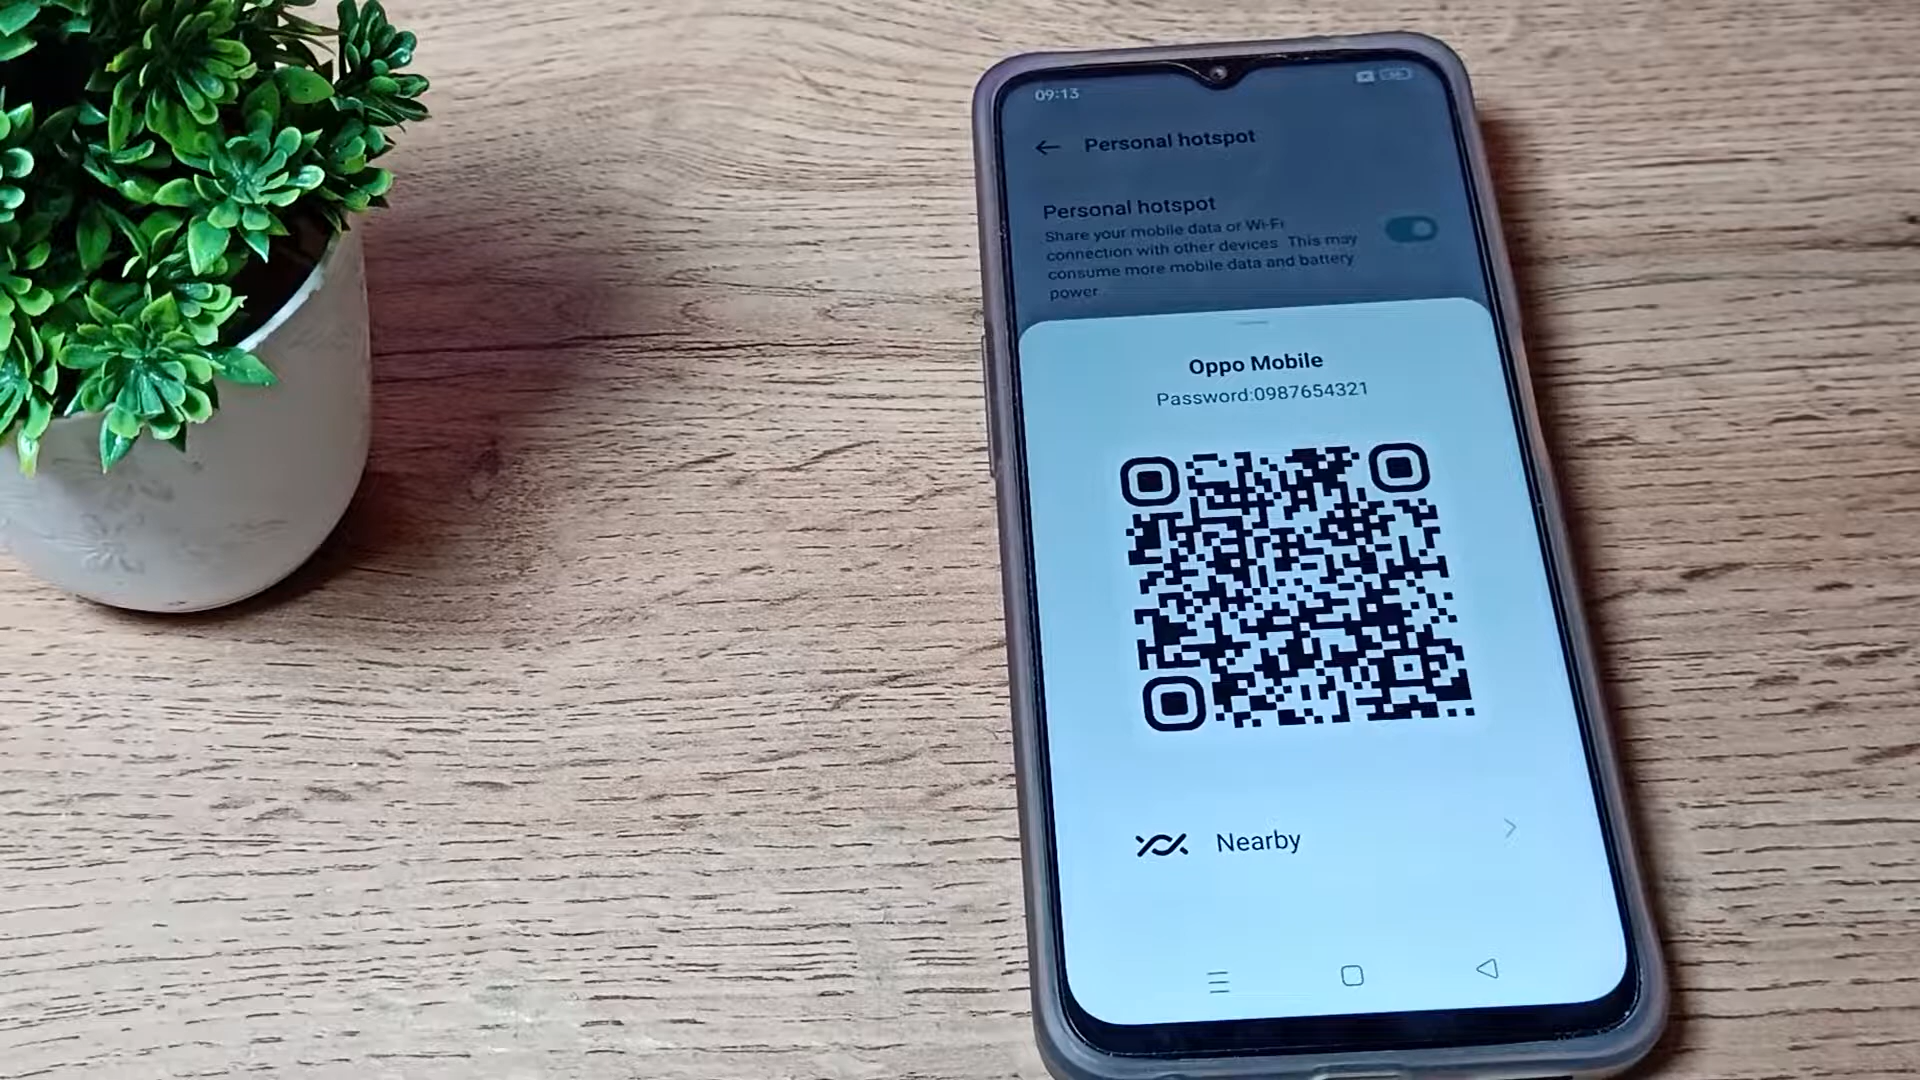 09:13
Personal hotspot
Personal hotspot
Share your mobile data or Wi-Fi
connection with other devices. This may
consume more mobile data and battery
power.
Oppo Mobile
Password:0987654321
Nearby